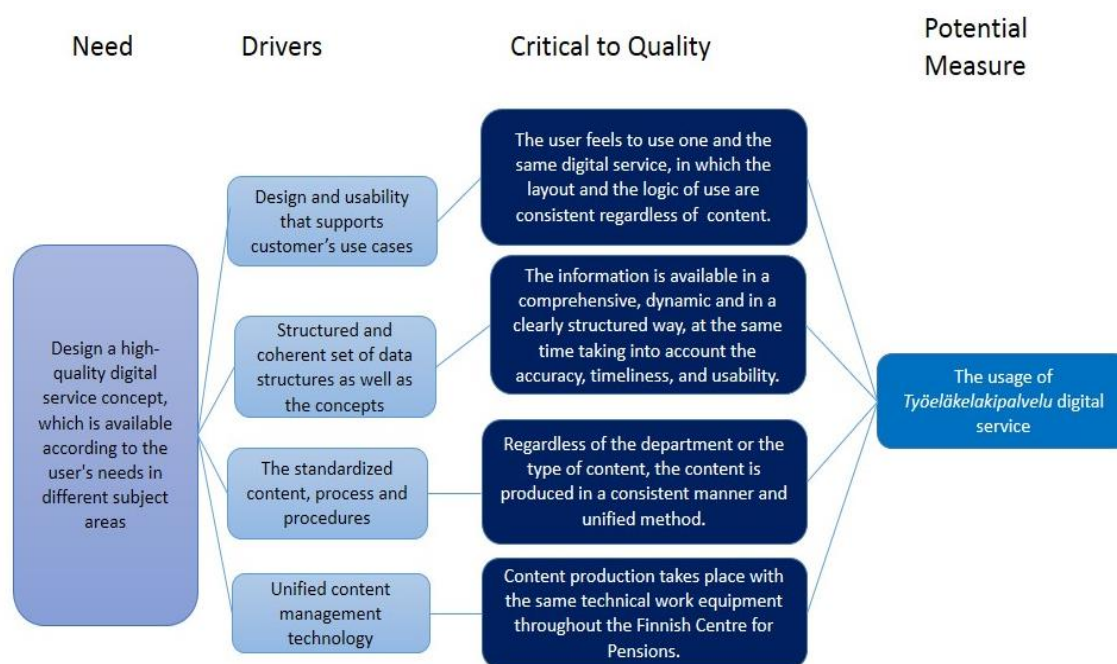 Need
Drivers
Critical to Quality
Potential
Measure
Design a high-
quality digital
service concept,
which is available
according to the
user's needs in
different subject
areas
Design and usability
that supports
customer’s use cases
Structured and
coherent set of data
structures as well as
the concepts
The standardized
content, process and
procedures
Unified content
management
technology
The user feels to use one and the
same digital service, in which the
layout and the logic of use are
consistent regardless of content.
The information is available in a
comprehensive, dynamic and in a
clearly structured way, at the same
time taking into account the
accuracy, timeliness, and usability.
Regardless of the department or the
type of content, the content is
produced in a consistent manner and
unified method.
Content production takes place with
the same technical work equipment
throughout the Finnish Centre for
Pensions.
The usage of
Työeläkelakipalvelu digital
service